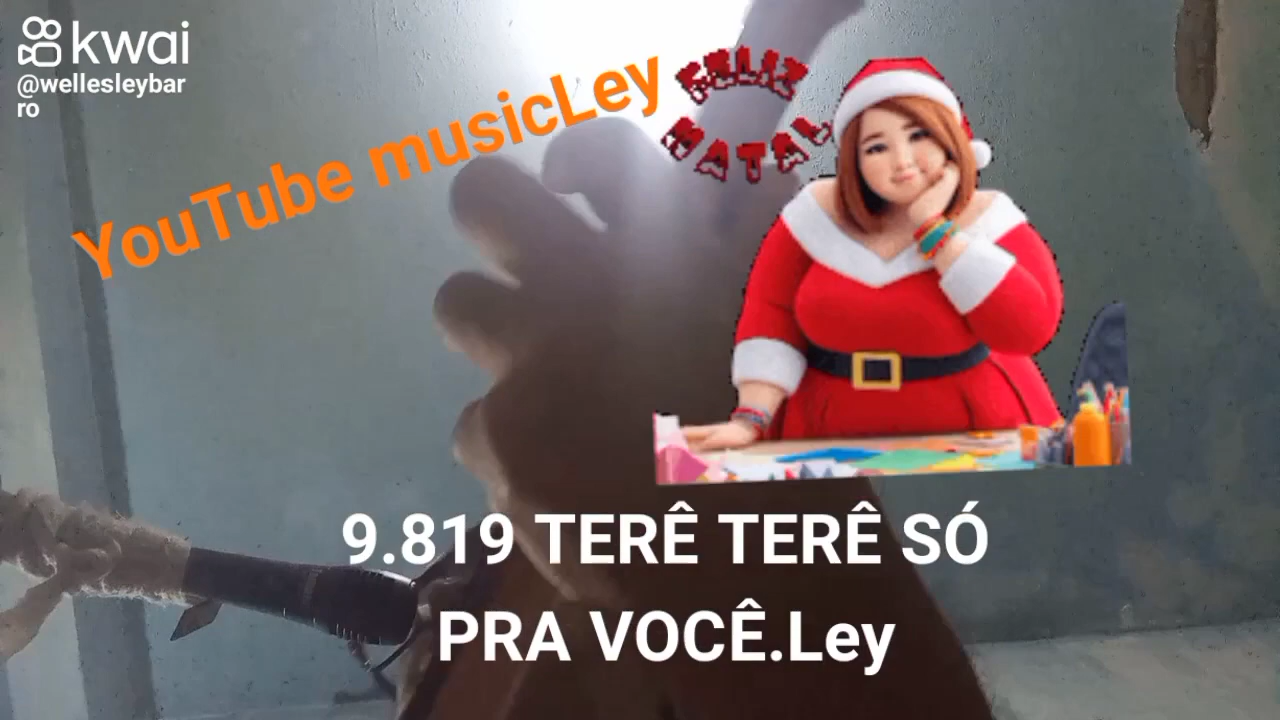 kwai
@wellesleybar
ro
YouTube musicLey
FELIZ
NATAL
9.819 TERÊ TERÊ SÓ
PRA VOCÊ.Ley